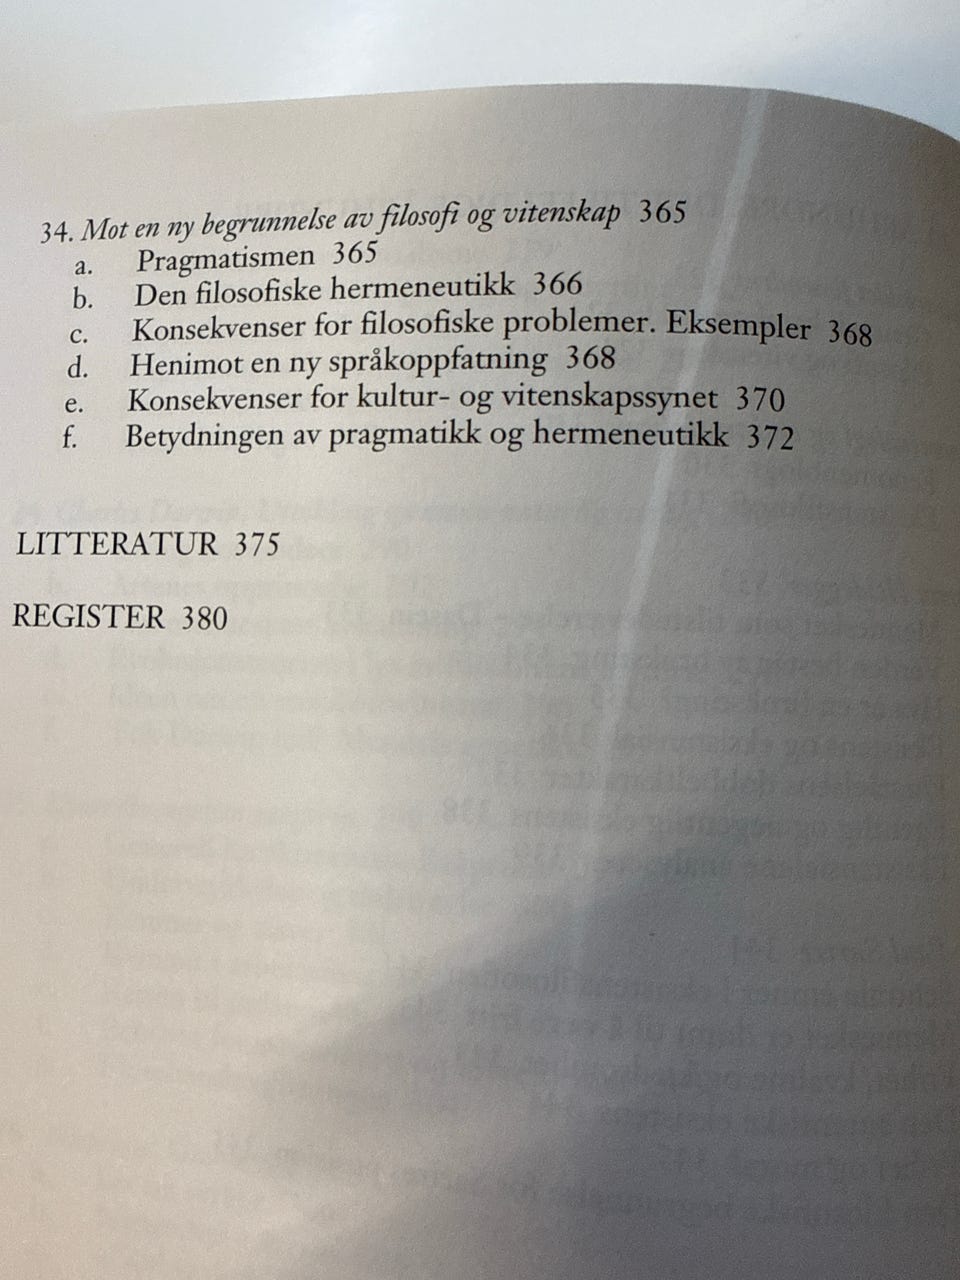 34. Mot en ny begrunnelse av filosofi og vitenskap 365
a. Pragmatismen 365
b. Den filosofiske hermeneutikk 366
c. Konsekvenser for filosofiske problemer. Eksempler 368
d. Henimot en ny språkoppfatning 368
e. Konsekvenser for kultur- og vitenskapssynet 370
f. Betydningen av pragmatikk og hermeneutikk 372
LITTERATUR 375
REGISTER 380